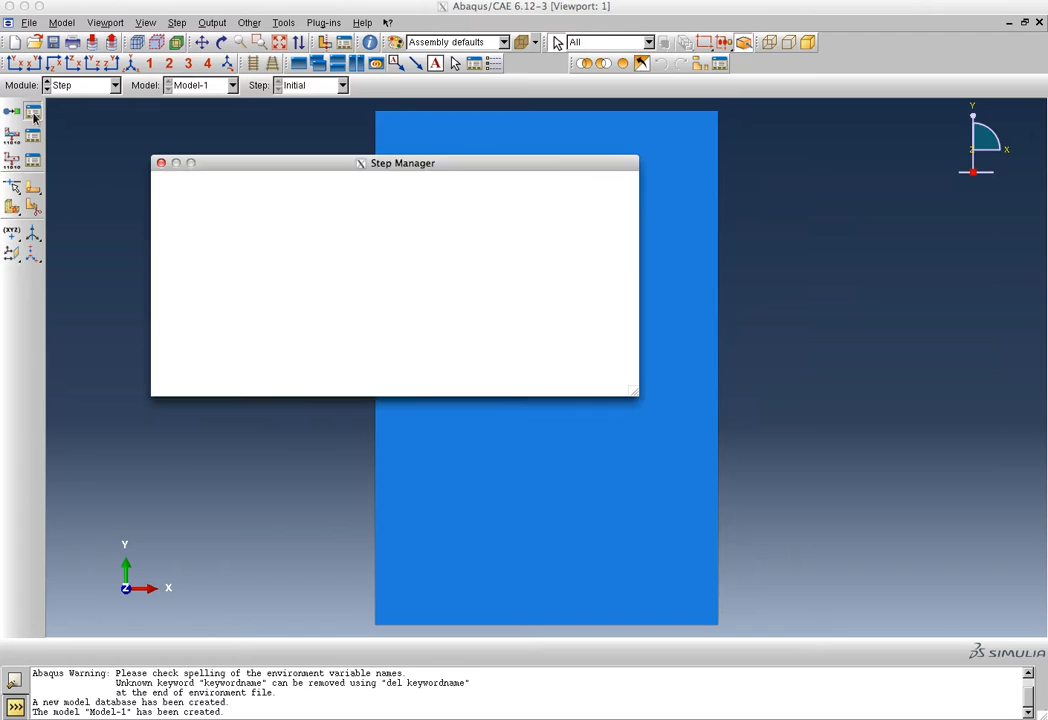 Abaqus/CAE 6.12-3 [Viewport: 1]
File Model Viewport View Step Output Other Tools Plug-ins Help
Assembly defaults All
1 2 3 4 A
Module: Step Model: Model-1 Step: Initial
Step Manager
Y
Z X
(XYZ)
Y
Z X
SIMULIA
Abaqus Warning: Please check spelling of the environment variable names.
Unknown keyword "keywordname" can be removed using "del keywordname"
at the end of environment file.
A new model database has been created.
The model "Model-1" has been created.
>>>